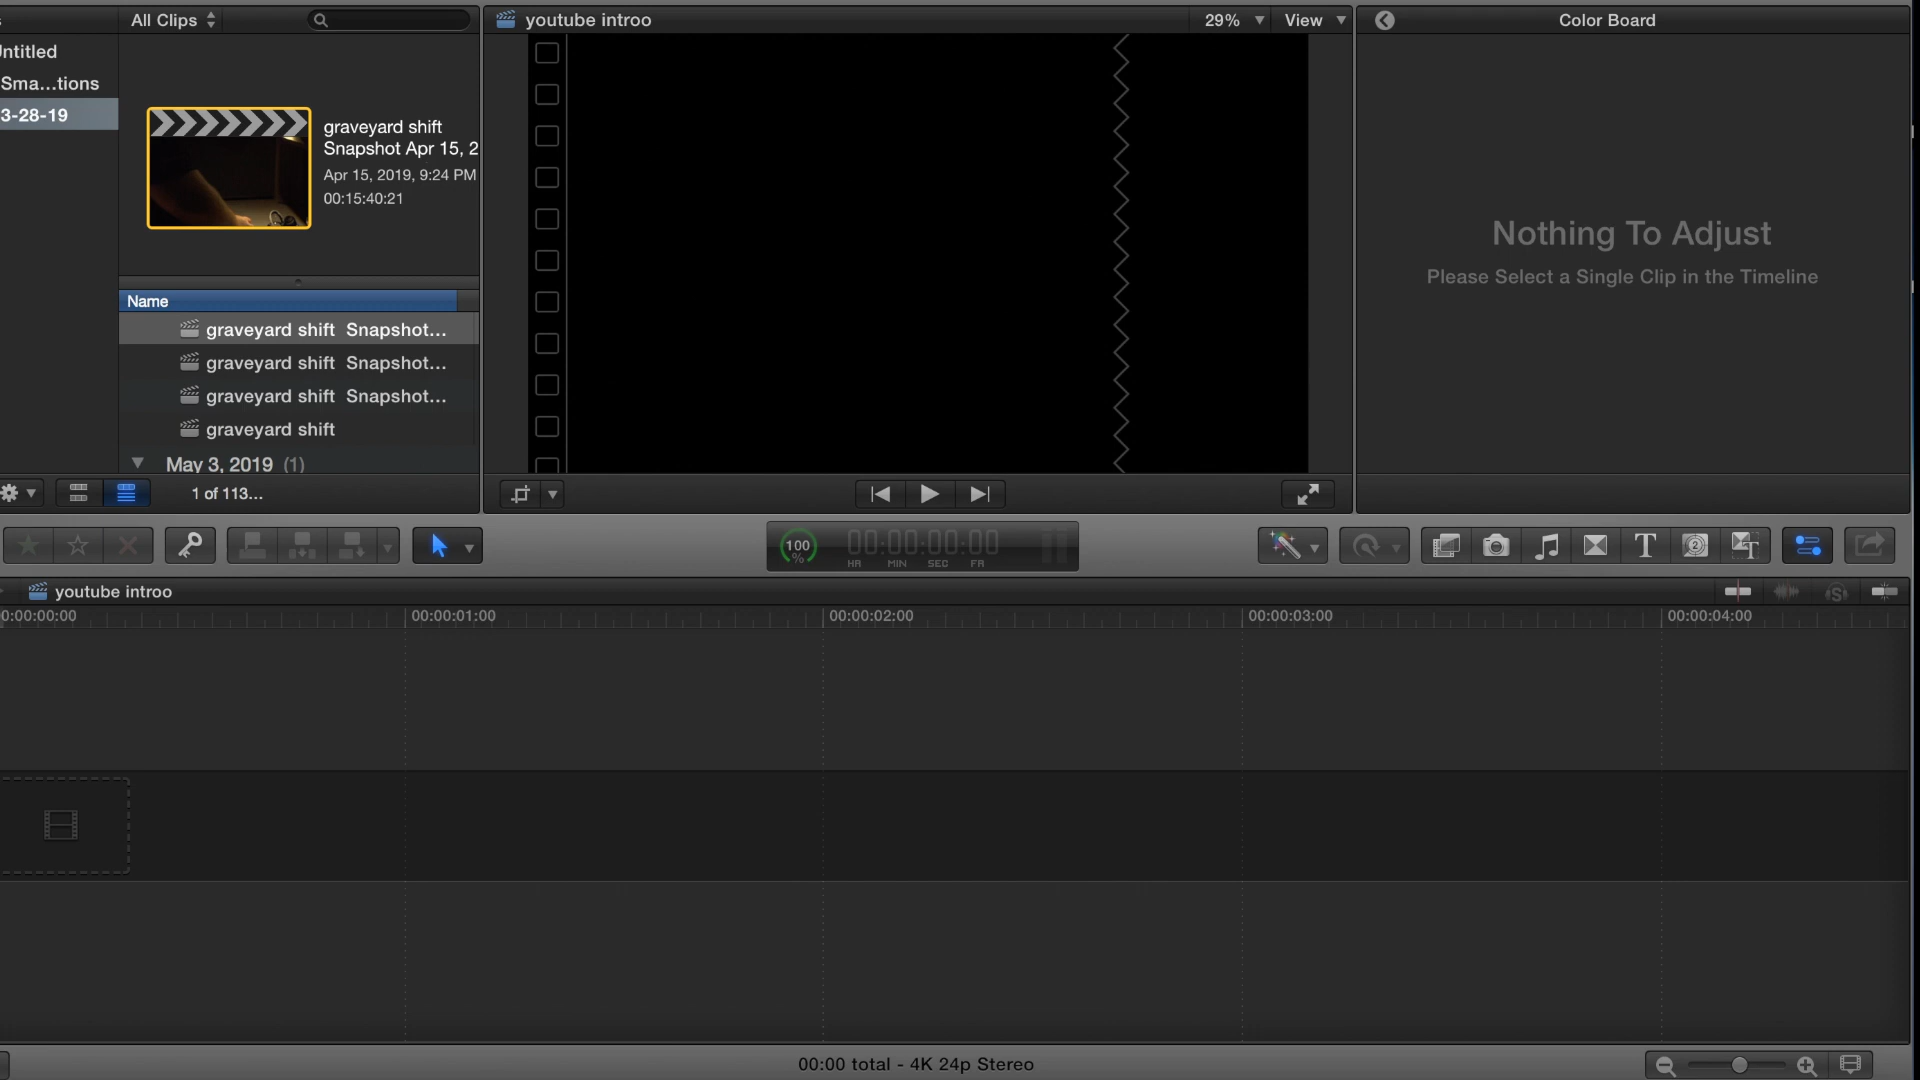 All Clips
youtube introo
29%
View
Color Board
ntitled
Sma...tions
3-28-19
graveyard shift
Snapshot Apr 15, 2
Apr 15, 2019, 9:24 PM
00:15:40:21
Nothing To Adjust
Please Select a Single Clip in the Timeline
Name
graveyard shift Snapshot...
graveyard shift Snapshot...
graveyard shift Snapshot...
graveyard shift
May 3, 2019 (1)
1 of 113...
100
%
00:00:00:00
HR MIN SEC FR
T
2
T
youtube introo
S
0:00:00:00
00:00:01:00
00:00:02:00
00:00:03:00
00:00:04:00
00:00 total - 4K 24p Stereo